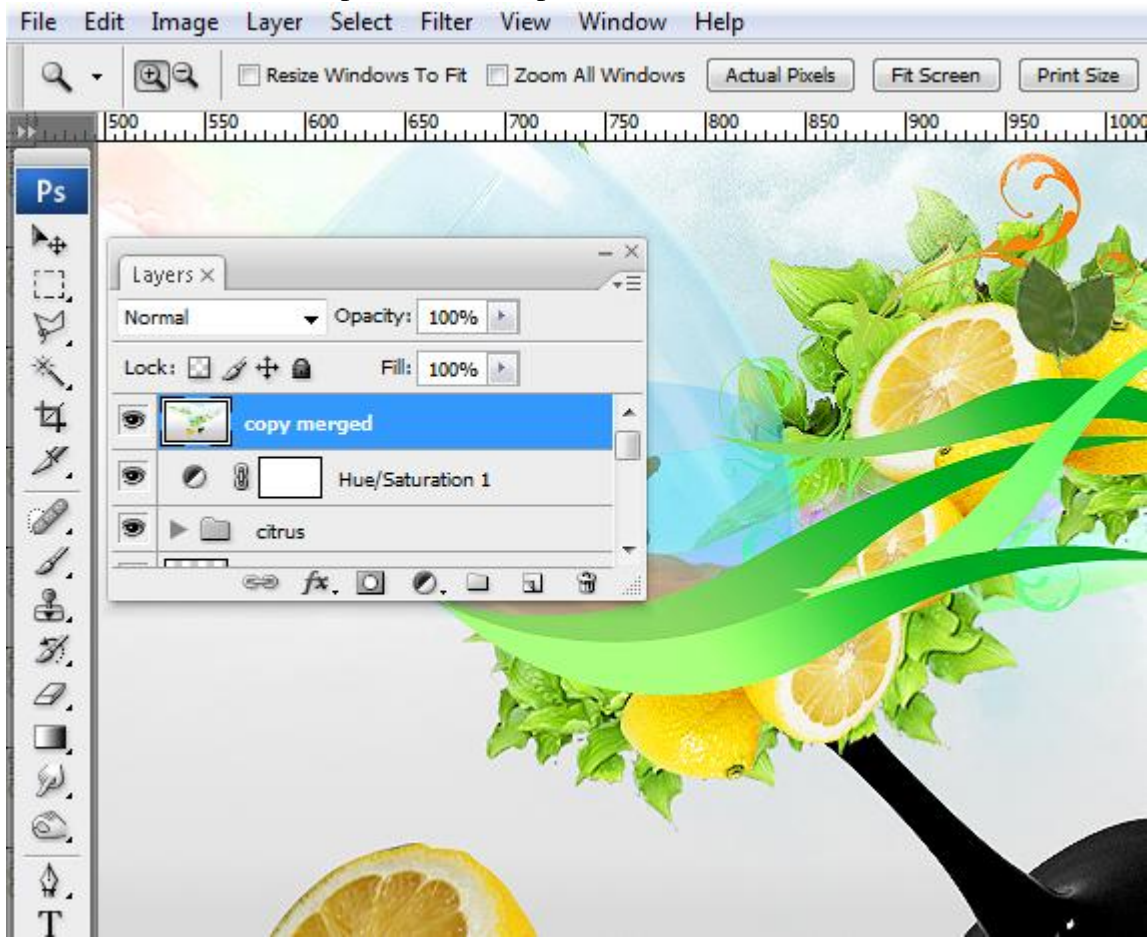 File Edit Image Layer Select Filter View Window Help
Resize Windows To Fit Zoom All Windows Actual Pixels Fit Screen Print Size
500 550 600 650 700 750 800 850 900 950 1000
Ps
Layers ×
Normal Opacity: 100%
Lock: Fill: 100%
copy merged
Hue/Saturation 1
citrus
fx
T